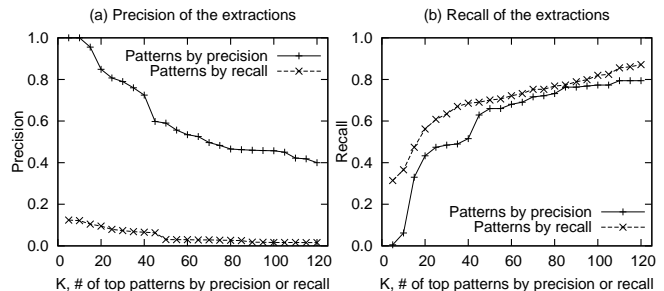 (a) Precision of the extractions
1.0
0.8
0.6
0.4
0.2
0.0
Precision
Patterns by precision
Patterns by recall
0 20 40 60 80 100 120
K, # of top patterns by precision or recall
(b) Recall of the extractions
1.0
0.8
0.6
0.4
0.2
0.0
Recall
Patterns by precision
Patterns by recall
0 20 40 60 80 100 120
K, # of top patterns by precision or recall